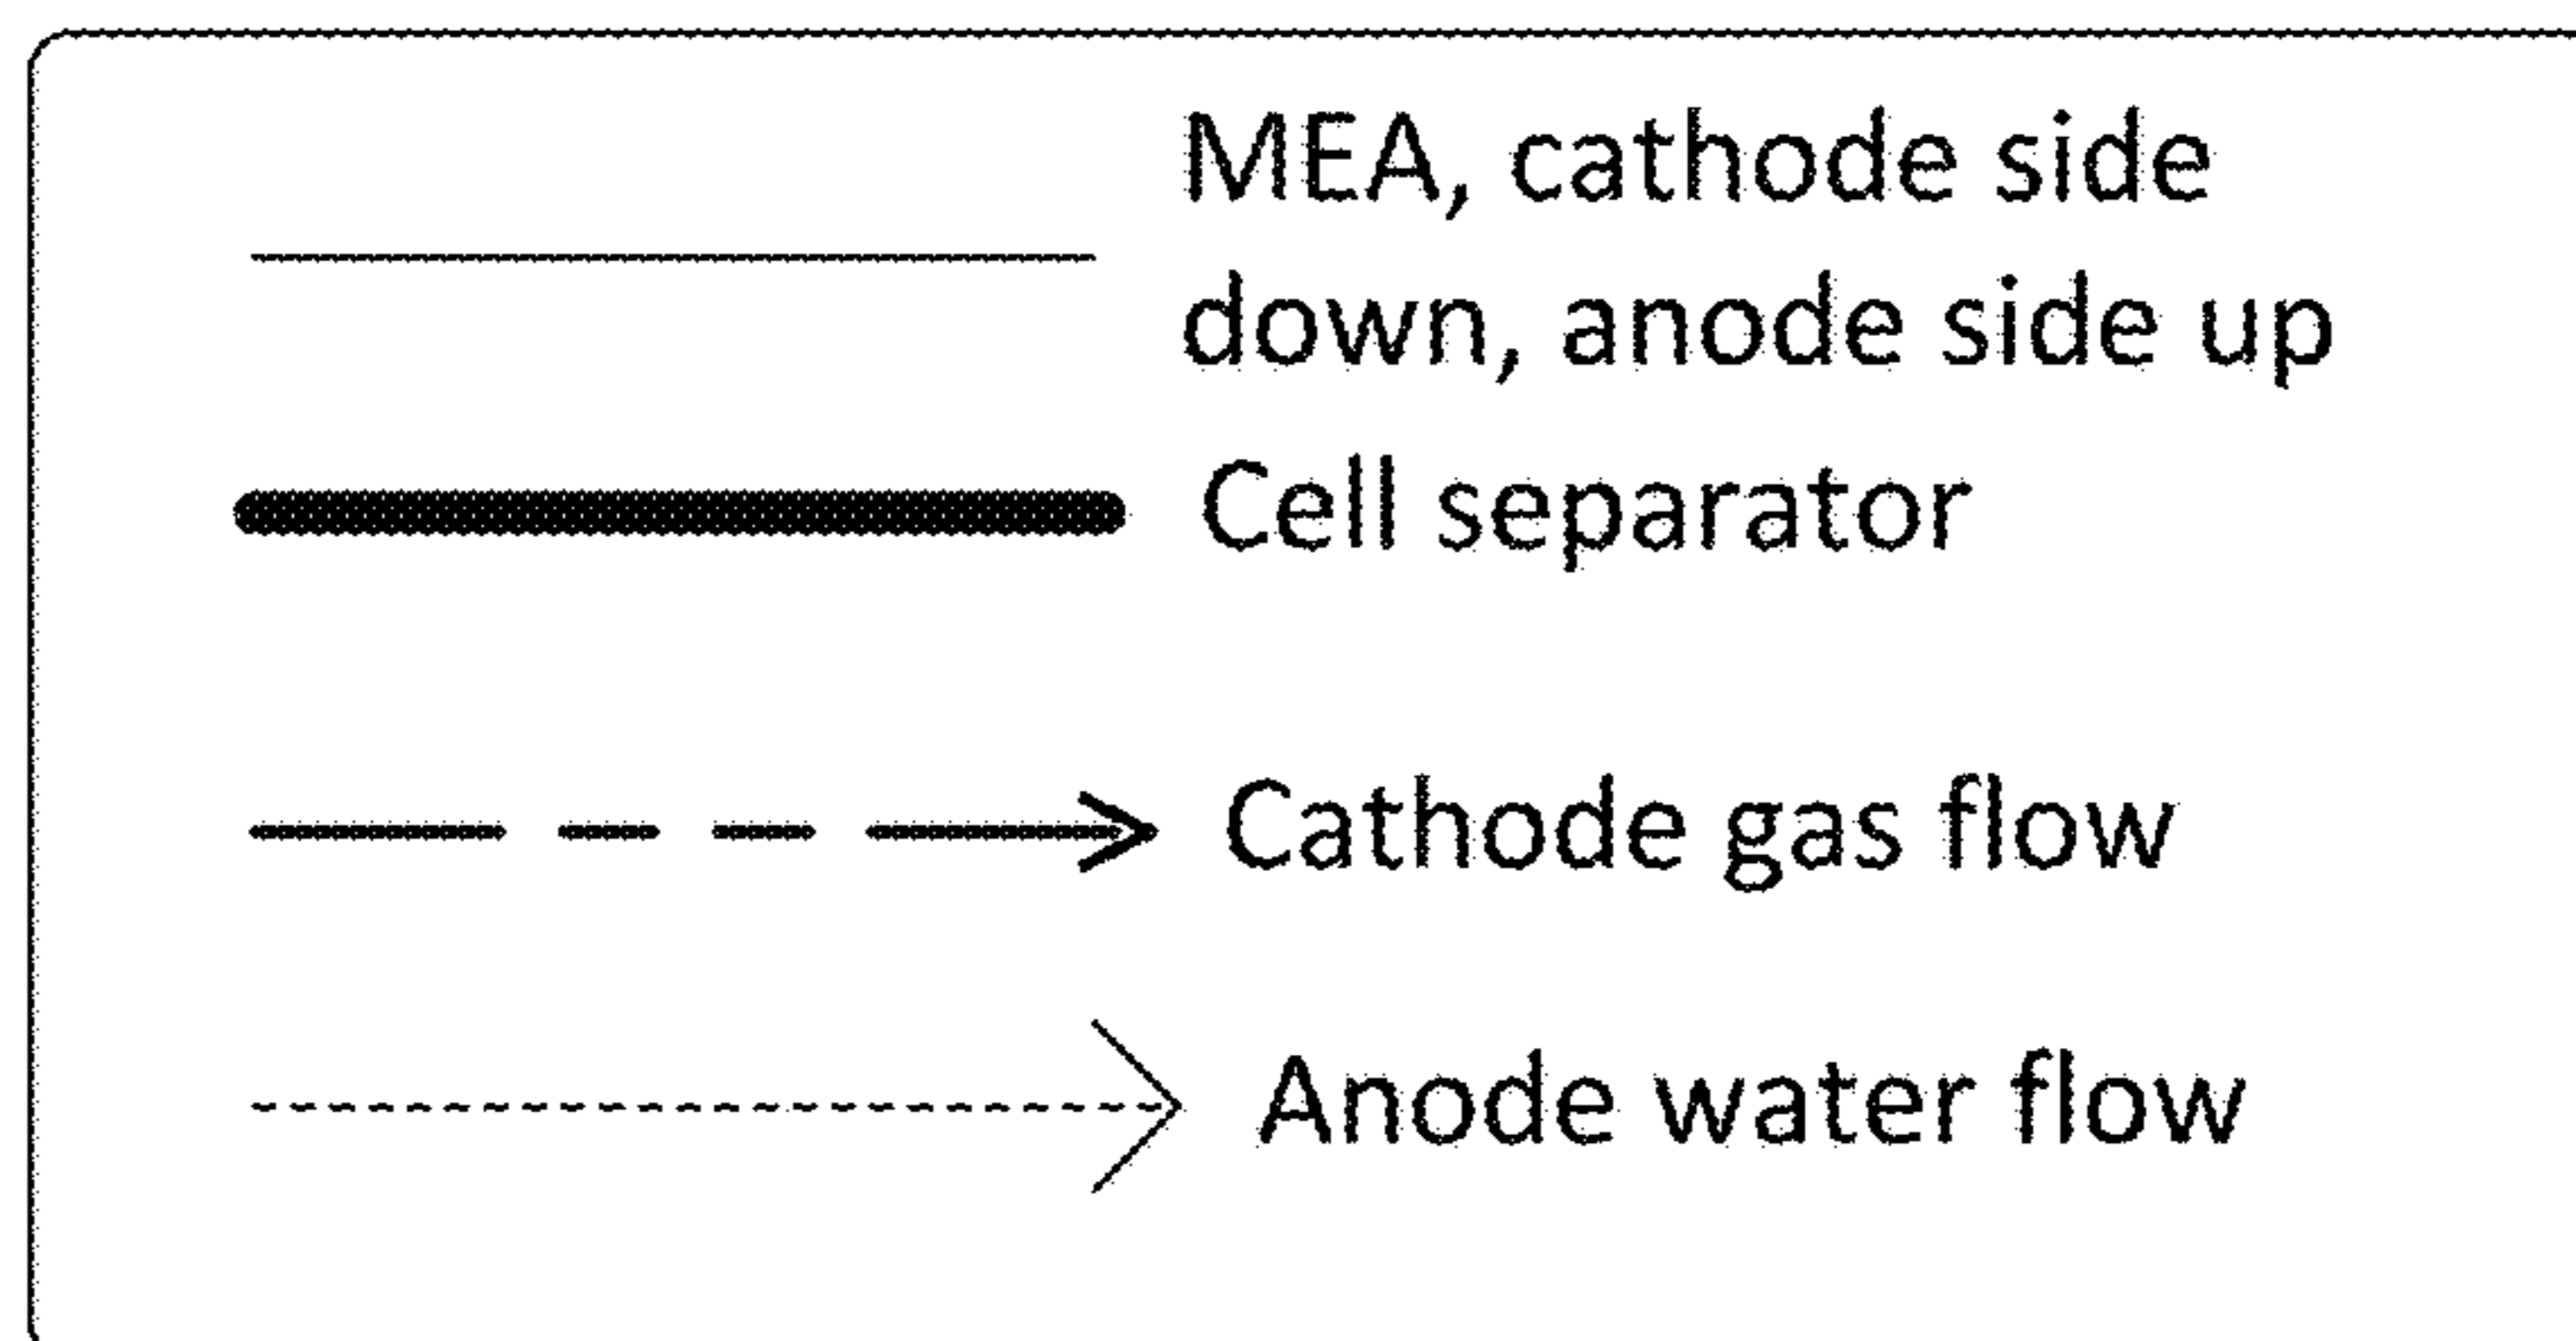 MEA, cathode side
down, anode side up
Cell separator
Cathode gas flow
Anode water flow